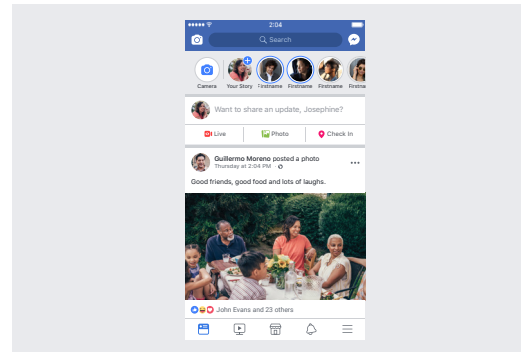 2:04
Search
Camera
Your Story
Firstname
Firstname
Firstname
Firstna
Want to share an update, Josephine?
Live
Photo
Check In
Guillermo Moreno posted a photo
Thursday at 2:04 PM ·
Good friends, good food and lots of laughs.
John Evans and 23 others